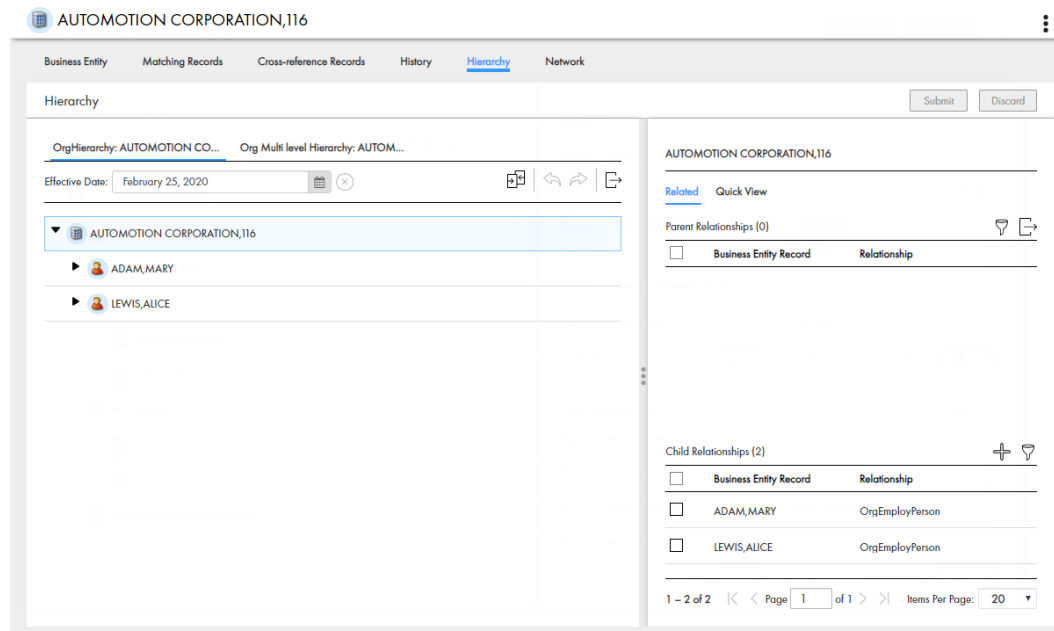 AUTOMOTION CORPORATION,116
Business Entity Matching Records Cross-reference Records History Hierarchy Network
Hierarchy Submit Discard
OrgHierarchy: AUTOMOTION CO... Org Multi level Hierarchy: AUTOM...
Effective Date: February 25, 2020
AUTOMOTION CORPORATION,116
ADAM,MARY
LEWIS,ALICE
AUTOMOTION CORPORATION,116
Related Quick View
Parent Relationships (0)
Business Entity Record Relationship
Child Relationships (2)
Business Entity Record Relationship
ADAM,MARY OrgEmployPerson
LEWIS,ALICE OrgEmployPerson
1 – 2 of 2 Page 1 of 1 Items Per Page: 20